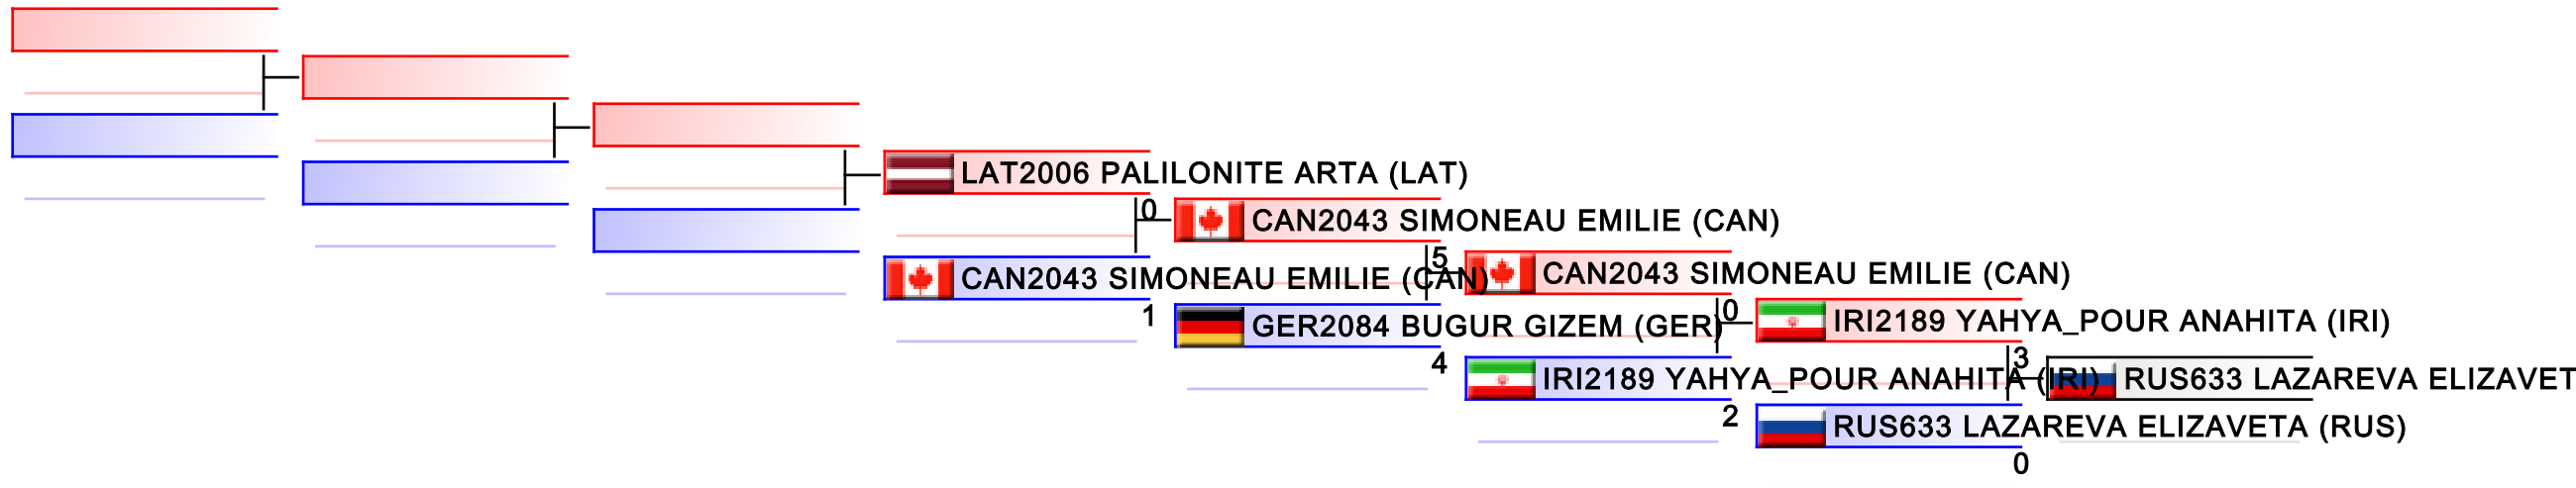 LAT2006 PALILONITE ARTA (LAT)
0
CAN2043 SIMONEAU EMILIE (CAN)
1
CAN2043 SIMONEAU EMILIE (CAN)
5
GER2084 BUGUR GIZEM (GER)
4
CAN2043 SIMONEAU EMILIE (CAN)
0
IRI2189 YAHYA_POUR ANAHITA (IRI)
2
IRI2189 YAHYA_POUR ANAHITA (IRI)
3
RUS633 LAZAREVA ELIZAVETA (RUS)
0
RUS633 LAZAREVA ELIZAVET